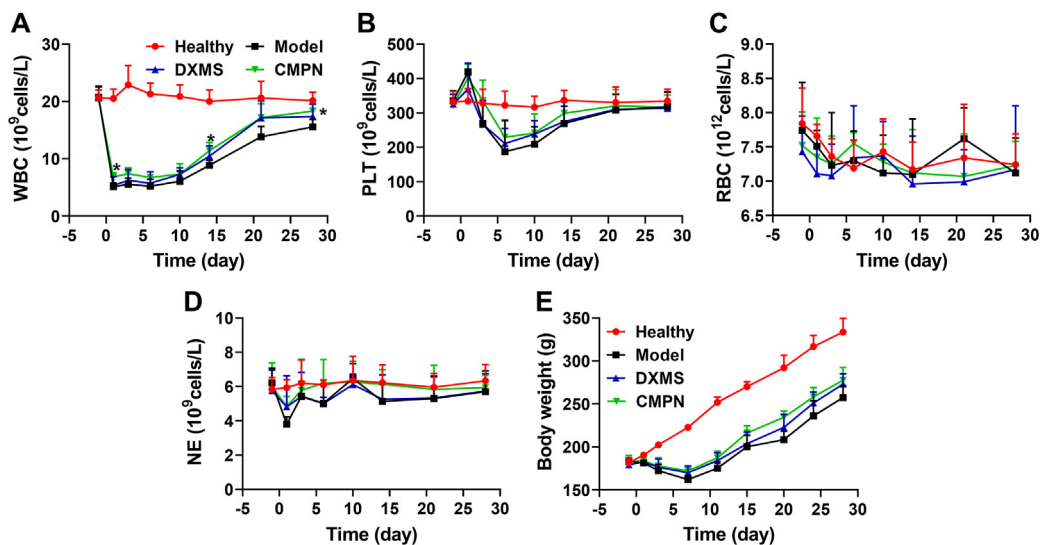 A
WBC (10⁹cells/L)
30
20
10
0
-5 0 5 10 15 20 25 30
Time (day)
Healthy Model
DXMS CMPN
* * *
B
PLT (10⁹cells/L)
500
400
300
200
100
0
-5 0 5 10 15 20 25 30
Time (day)
C
RBC (10¹²cells/L)
9.0
8.5
8.0
7.5
7.0
6.5
-5 0 5 10 15 20 25 30
Time (day)
D
NE (10⁹cells/L)
10
8
6
4
2
0
-5 0 5 10 15 20 25 30
Time (day)
E
Body weight (g)
350
300
250
200
150
-5 0 5 10 15 20 25 30
Time (day)
Healthy
Model
DXMS
CMPN